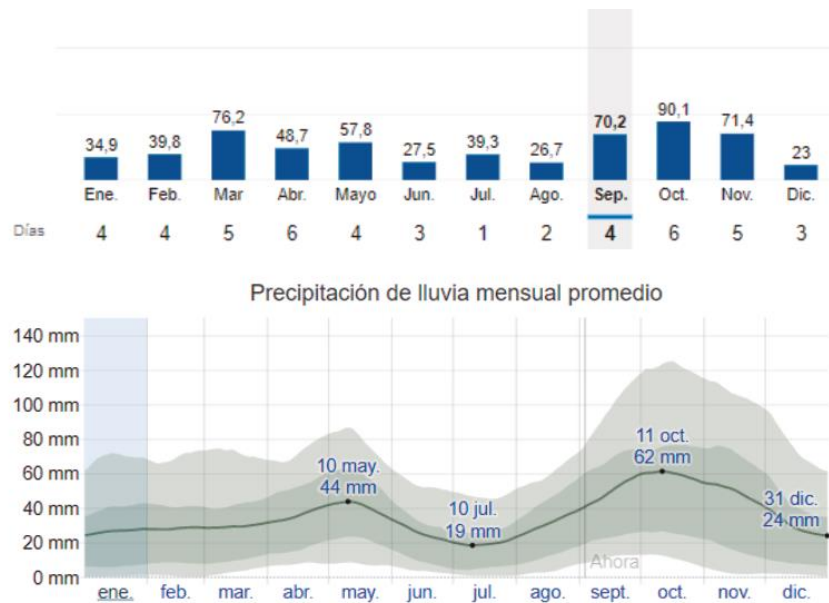 34,9 39,8 76,2 48,7 57,8 27,5 39,3 26,7 70,2 90,1 71,4 23
Ene. Feb. Mar Abr. Mayo Jun. Jul. Ago. Sep. Oct. Nov. Dic.
Días 4 4 5 6 4 3 1 2 4 6 5 3
Precipitación de lluvia mensual promedio
140 mm
120 mm
100 mm
80 mm
60 mm
40 mm
20 mm
0 mm
10 may.
44 mm
10 jul.
19 mm
11 oct.
62 mm
31 dic.
24 mm
Ahora
ene. feb. mar. abr. may. jun. jul. ago. sept. oct. nov. dic.